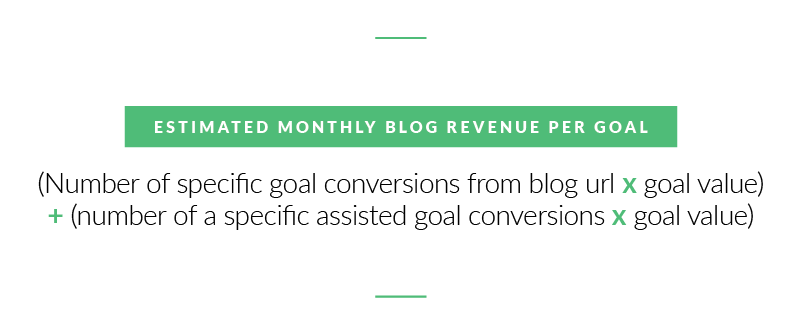 ESTIMATED MONTHLY BLOG REVENUE PER GOAL
(Number of specific goal conversions from blog url x goal value)
+ (number of a specific assisted goal conversions x goal value)